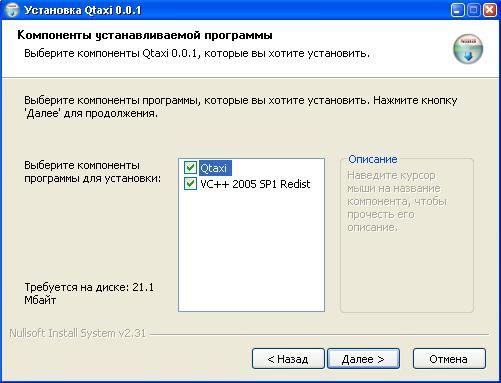 Установка Qtaxi 0.0.1
Компоненты устанавливаемой программы
Выберите компоненты Qtaxi 0.0.1, которые вы хотите установить.
Выберите компоненты программы, которые вы хотите установить. Нажмите кнопку
'Далее' для продолжения.
Выберите компоненты
программы для установки:
Qtaxi
VC++ 2005 SP1 Redist
Описание
Наведите курсор
мыши на название
компонента, чтобы
прочесть его
описание.
Требуется на диске: 21.1
Мбайт
Nullsoft Install System v2.31
< Назад
Далее >
Отмена